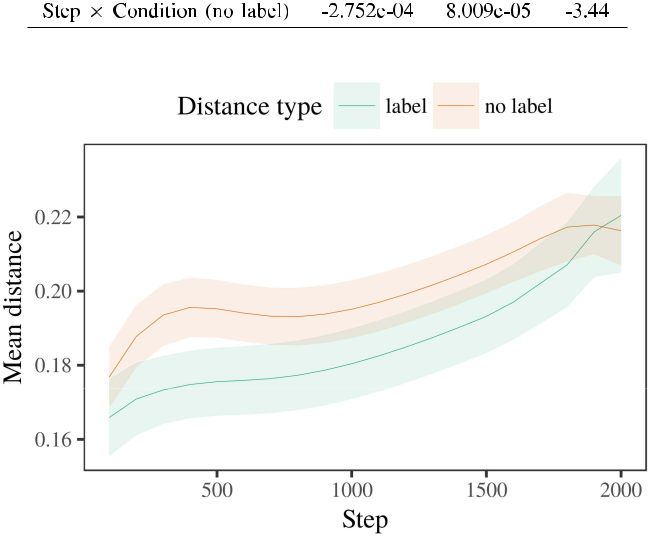 Step × Condition (no label) -2.752e-04 8.009e-05 -3.44
Distance type label no label
0.22
0.20
0.18
0.16
Mean distance
500 1000 1500 2000
Step